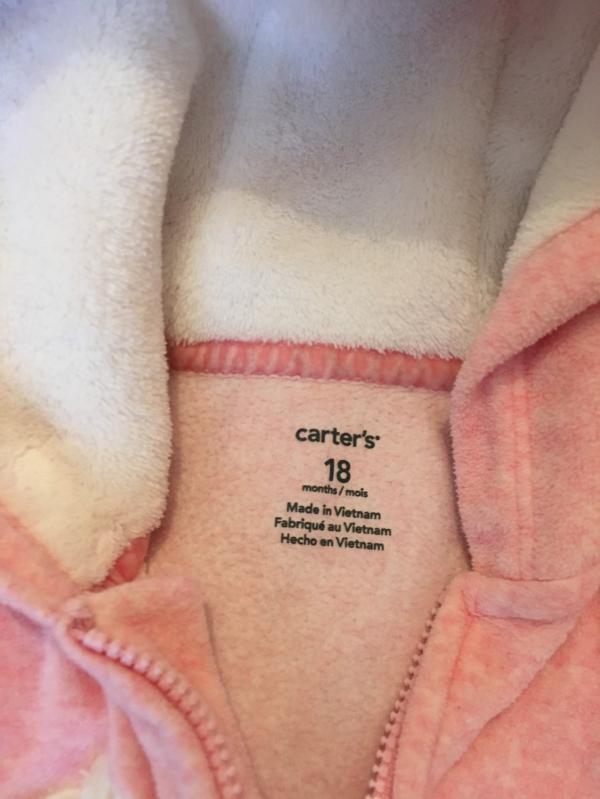 carter's
18
months / mois
Made in Vietnam
Fabriqué au Vietnam
Hecho en Vietnam